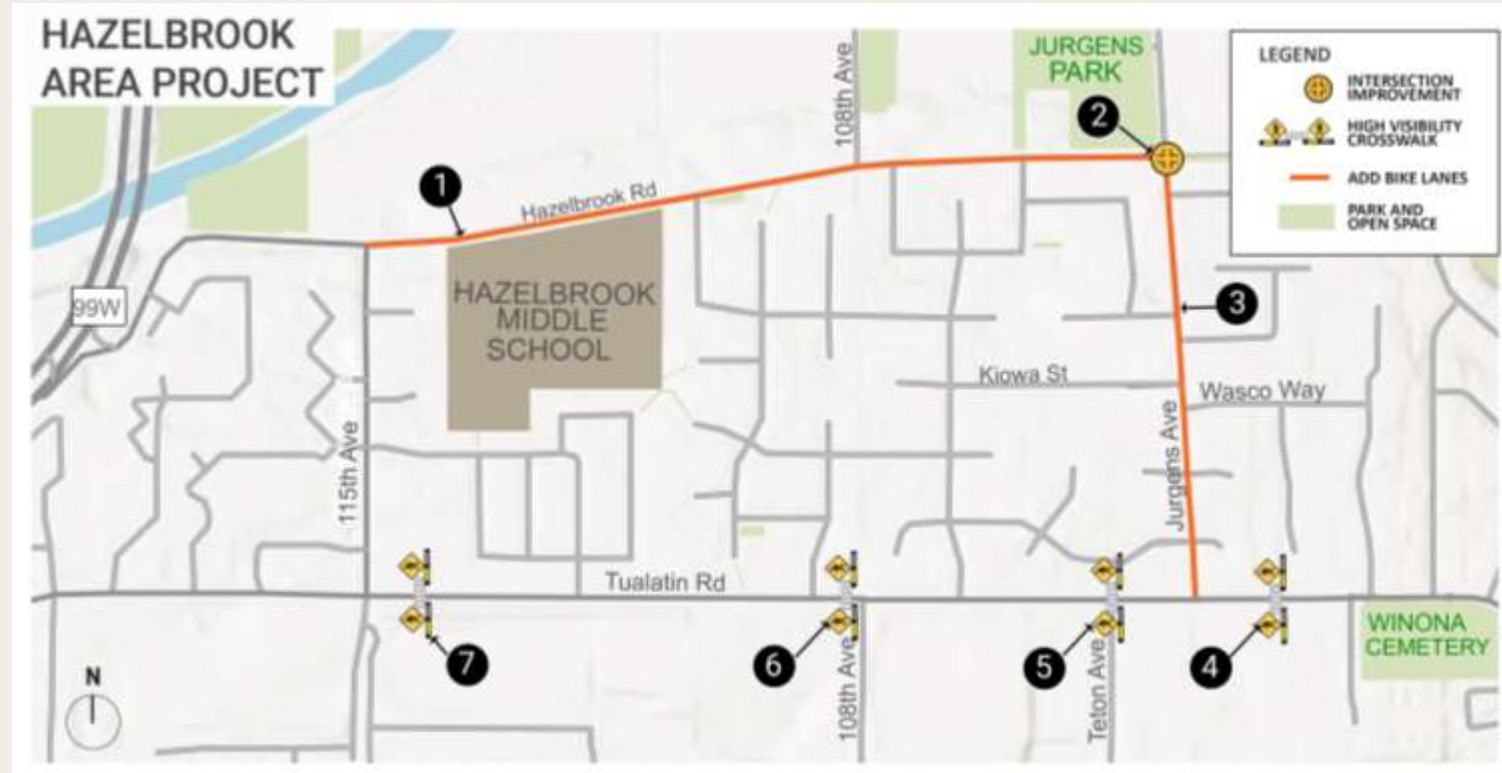 HAZELBROOK
AREA PROJECT
JURGENS
PARK
108th Ave
LEGEND
INTERSECTION
IMPROVEMENT
HIGH VISIBILITY
CROSSWALK
ADD BIKE LANES
PARK AND
OPEN SPACE
2
1
Hazelbrook Rd
99W
HAZELBROOK
MIDDLE
SCHOOL
3
Kiowa St
Wasco Way
115th Ave
Jurgens Ave
Tualatin Rd
WINONA
CEMETERY
7
6
5
4
108th Ave
Teton Ave
N